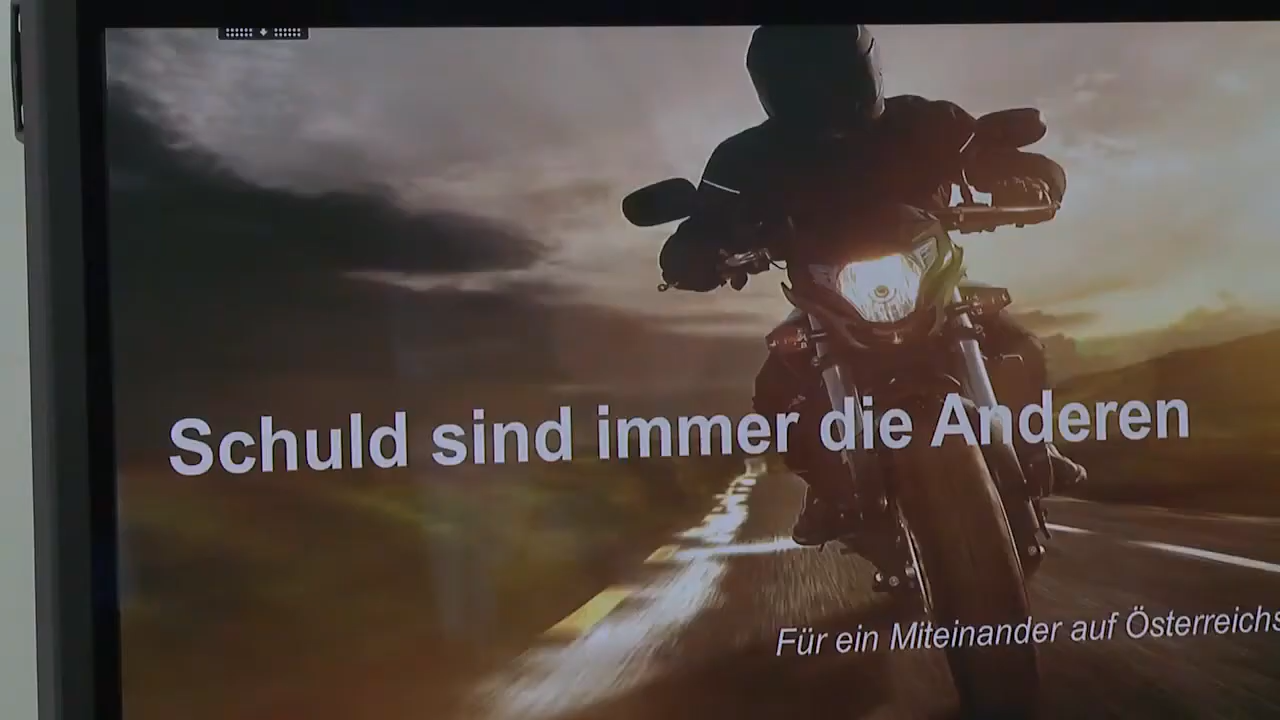 Schuld sind immer die Anderen
Für ein Miteinander auf Österreichs